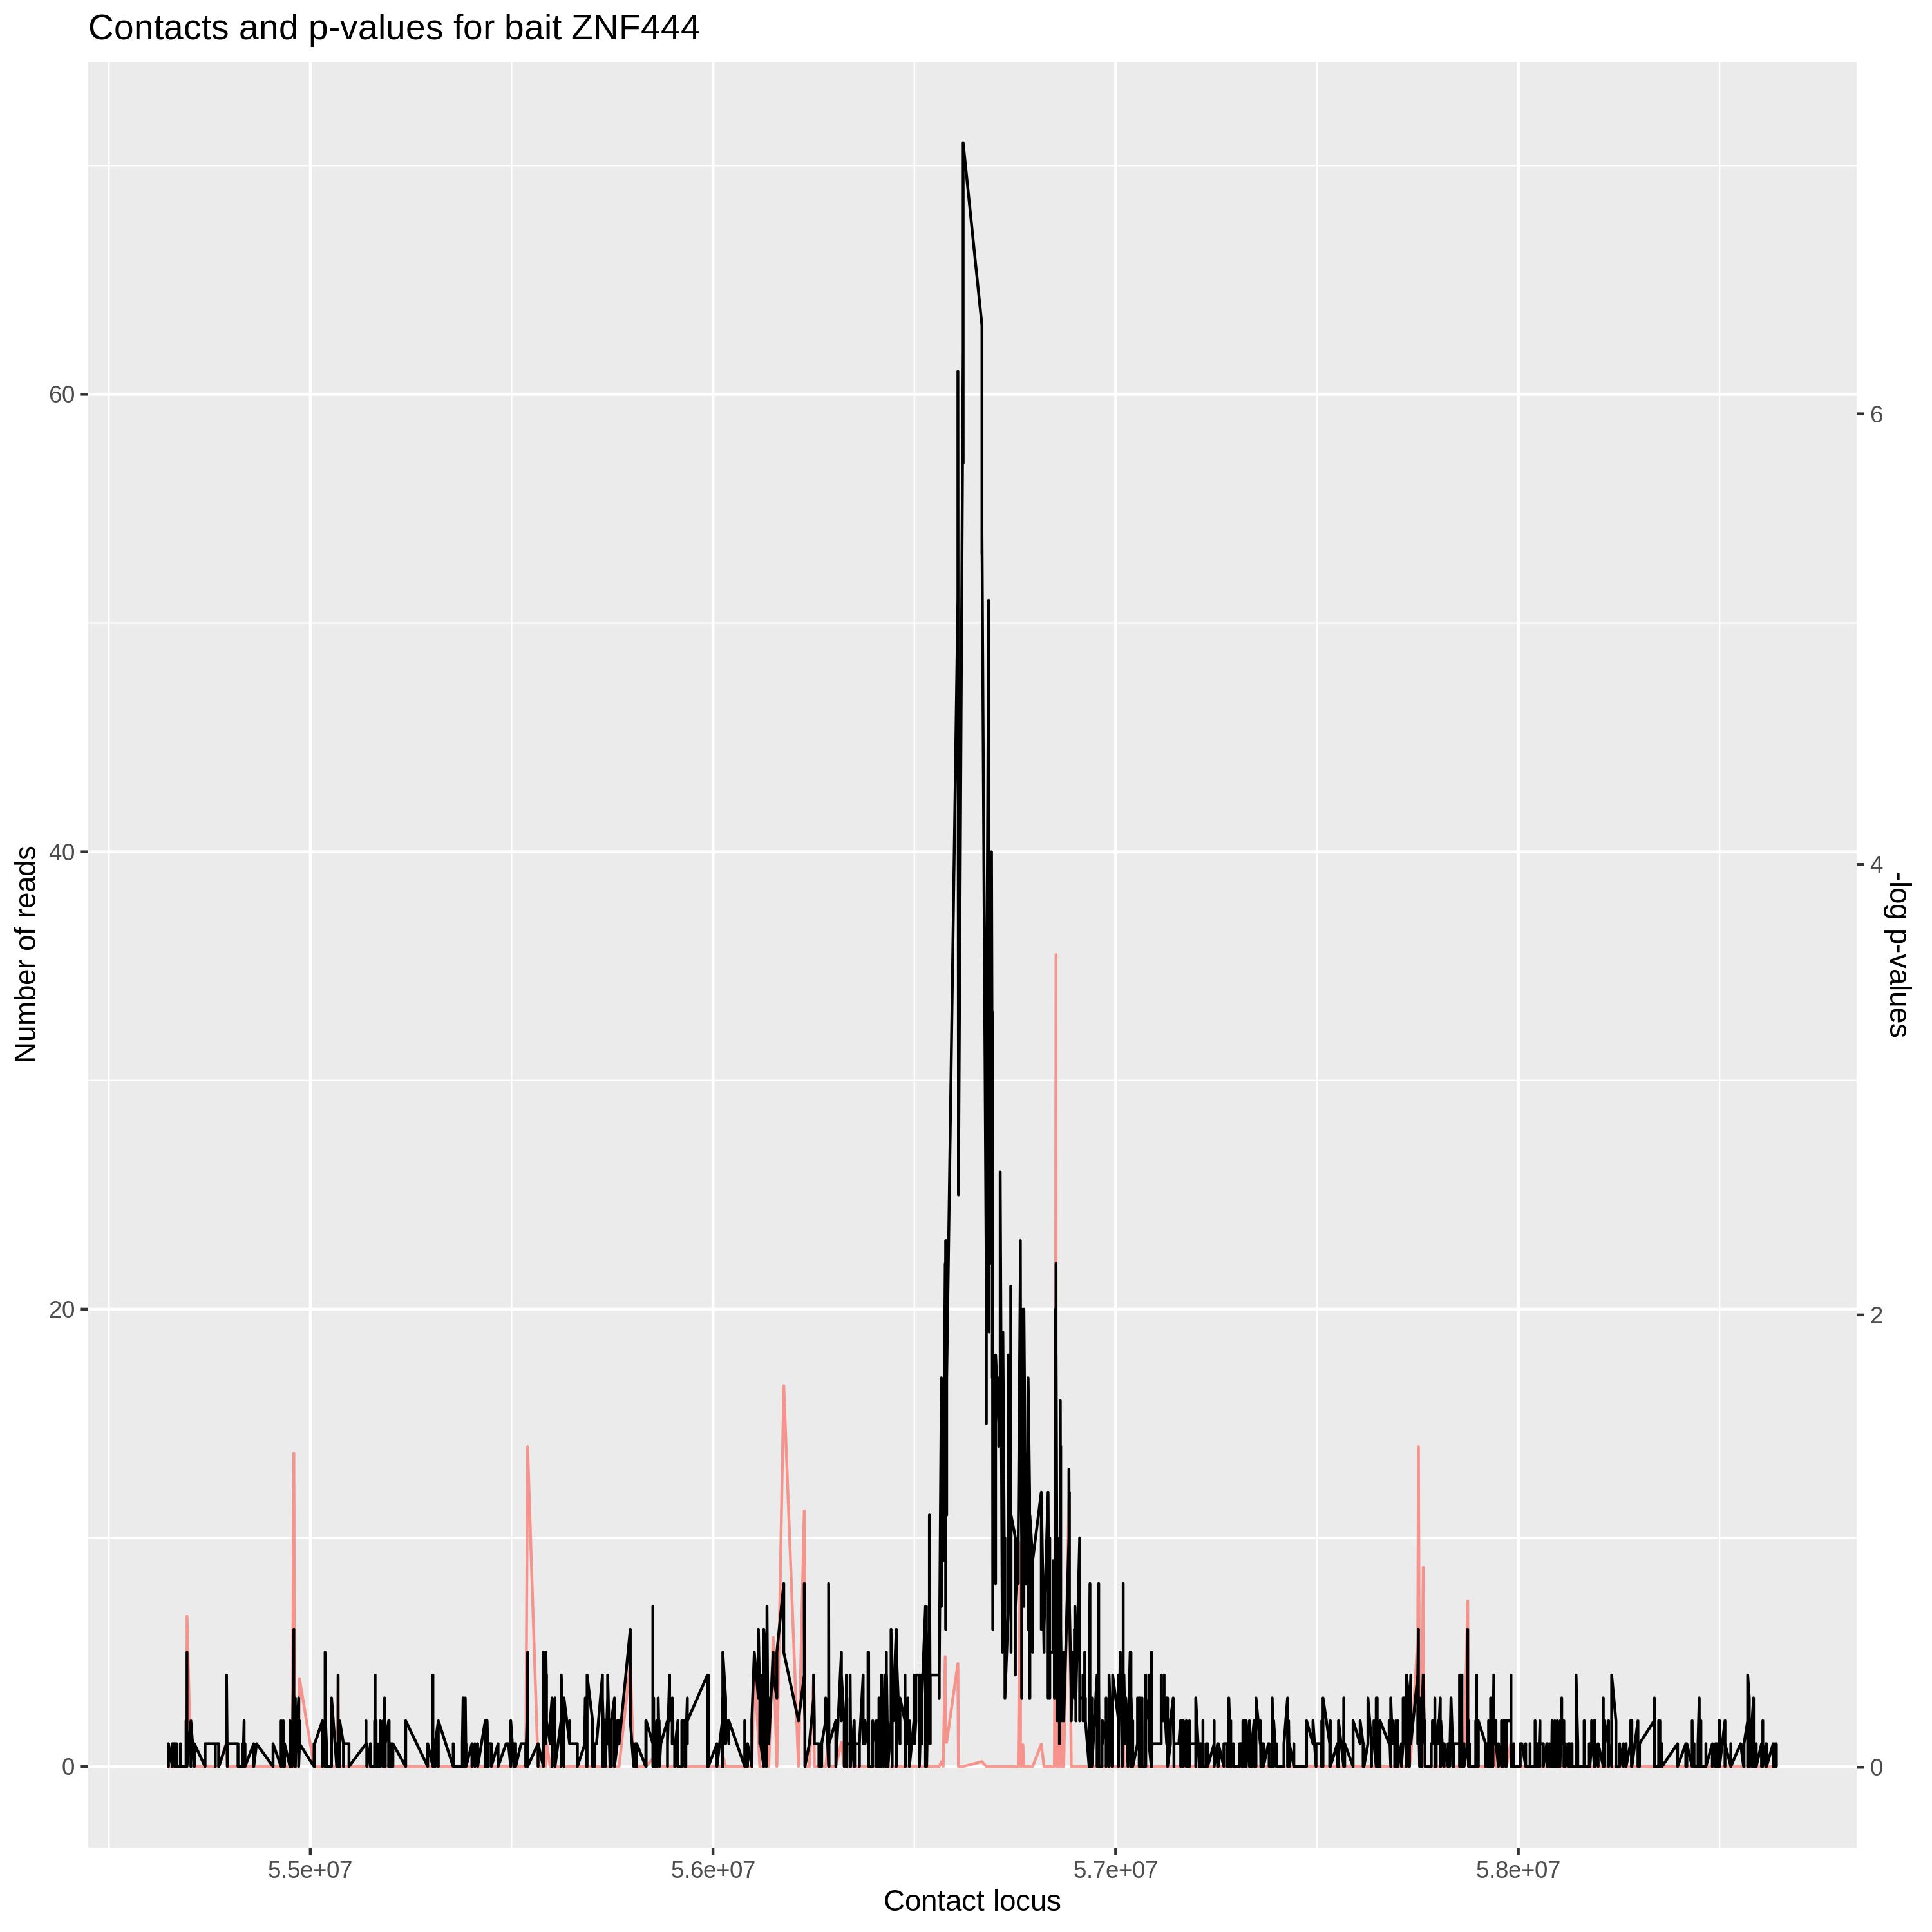 Contacts and p-values for bait ZNF444
Number of reads
60
40
20
0
6
4
2
0
-log p-values
5.5e+07 5.6e+07 5.7e+07 5.8e+07
Contact locus